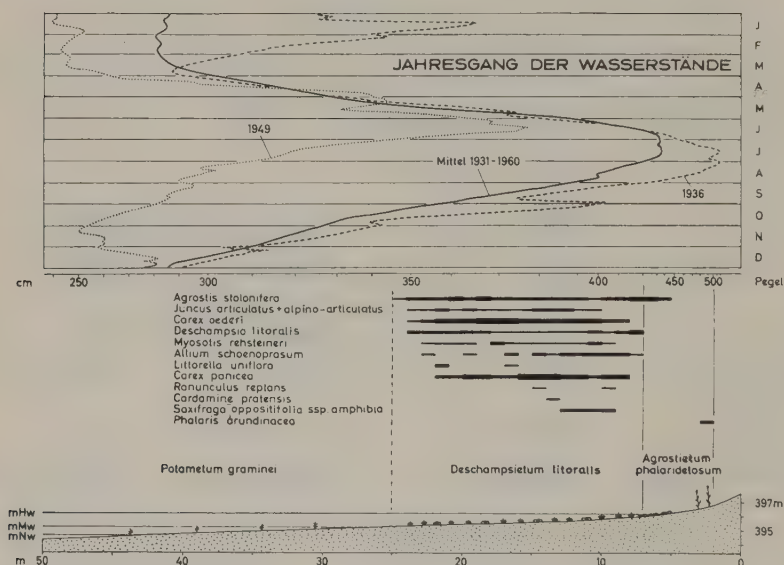 JAHRESGANG DER WASSERSTÄNDE
J
F
M
A
M
J
J
A
S
O
N
D
1949
Mittel 1931-1960
1936
cm 250 300 350 400 450 500 Pegel
Agrostis stolonifera
Juncus articulatus + alpino-articulatus
Carex oederi
Deschampsia litoralis
Myosotis rehsteineri
Allium schoenoprasum
Littorella uniflora
Carex panicea
Ranunculus reptans
Cardamine pratensis
Saxifraga oppositifolia ssp. amphibia
Phalaris arundinacea
Potametum graminei
Deschampsietum litoralis
Agrostietum
phalaridetosum
mHw
mMw
mNw
397m
395
50 40 30 20 10 0
m